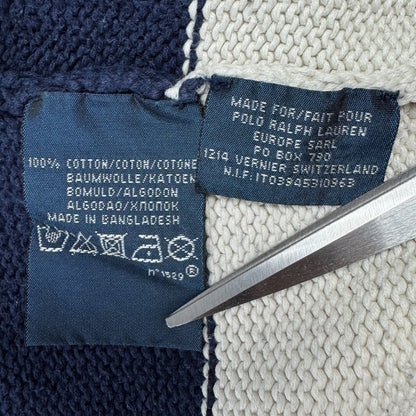 MADE FOR/FAIT POUR
POLO RALPH LAUREN
EUROPE SARL
PO BOX 790
1214 VERNIER SWITZERLAND
N.I.F: IT03945310963
100% COTTON/COTON/COTONE
BAUMWOLLE/KATOEN
BOMULD/ALGODON
ALGODAO/ХЛОПОК
MADE IN BANGLADESH
n°1529 R